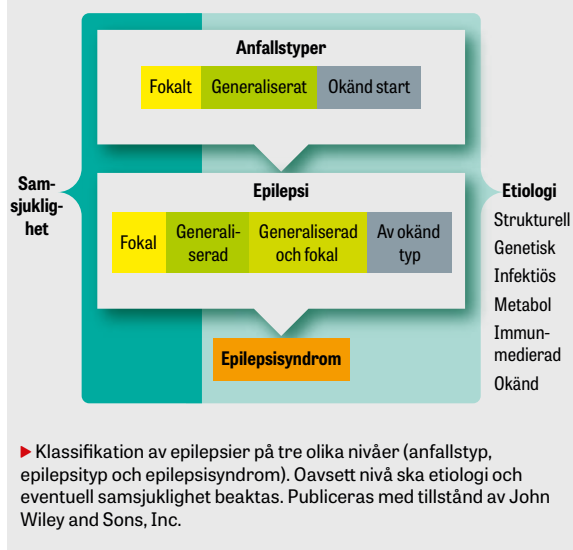 Anfallstyper
Fokalt Generaliserat Okänd start
Sam-
sjuklig-
het
Epilepsi
Fokal
Generali-
serad
Generaliserad
och fokal
Av okänd
typ
Epilepsisyndrom
Etiologi
Strukturell
Genetisk
Infektiös
Metabol
Immun-
medierad
Okänd
▶ Klassifikation av epilepsier på tre olika nivåer (anfallstyp,
epilepsityp och epilepsisyndrom). Oavsett nivå ska etiologi och
eventuell samsjuklighet beaktas. Publiceras med tillstånd av John
Wiley and Sons, Inc.